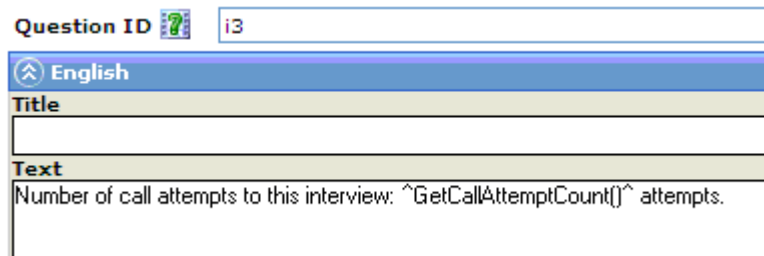 Question ID ? i3
English
Title
Text
Number of call attempts to this interview: ^GetCallAttemptCount()^ attempts.